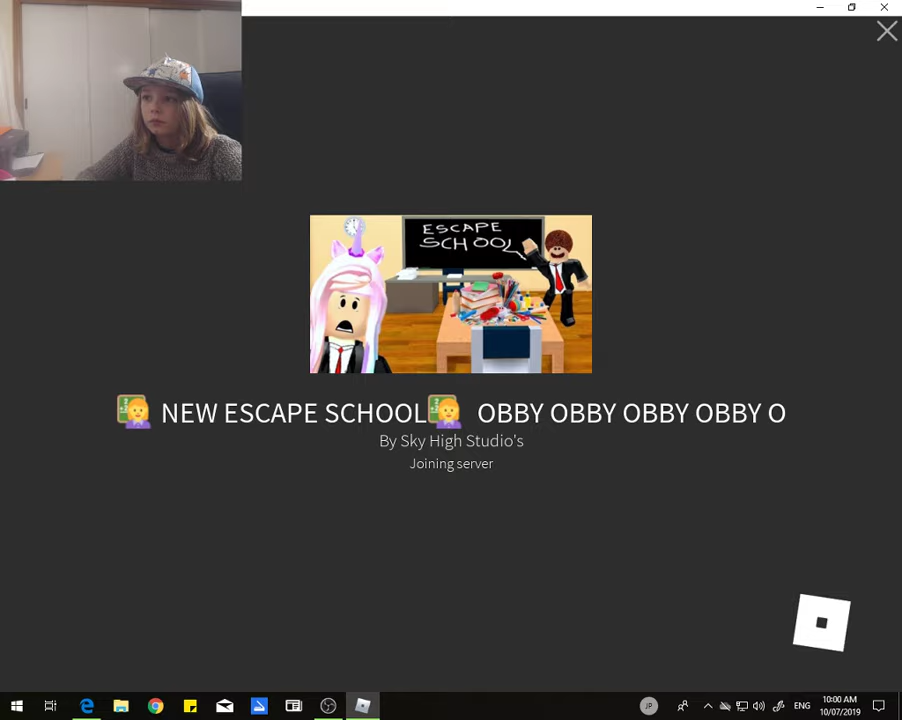 ESCAPE
SCHOOL
NEW ESCAPE SCHOOL OBBY OBBY OBBY OBBY O
By Sky High Studio's
Joining server
JP
ENG
10:00 AM
10/07/2019